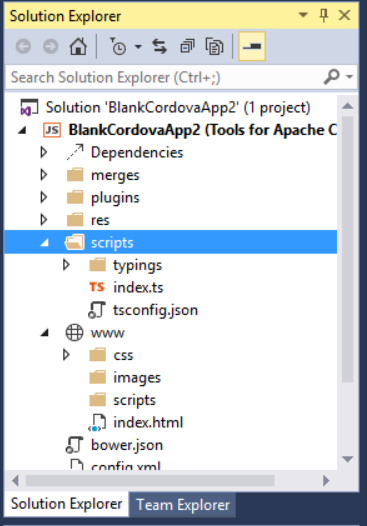 Solution Explorer
Search Solution Explorer (Ctrl+;)
Solution 'BlankCordovaApp2' (1 project)
JS BlankCordovaApp2 (Tools for Apache C
Dependencies
merges
plugins
res
scripts
typings
TS index.ts
tsconfig.json
www
css
images
scripts
index.html
bower.json
config.xml
Solution Explorer Team Explorer